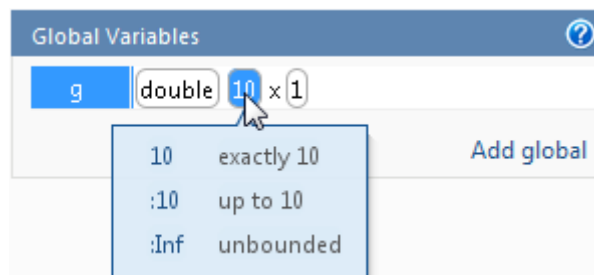 Global Variables ?
g double 10 x 1
10 exactly 10
Add global
:10 up to 10
:Inf unbounded